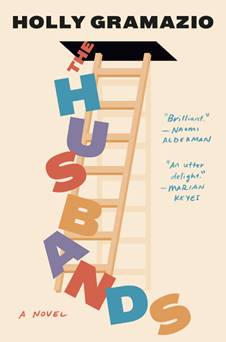 HOLLY GRAMAZIO
THE
HUSBANDS
"Brilliant."
— NAOMI
ALDERMAN
"An utter
delight."
— MARIAN
KEYES
A NOVEL